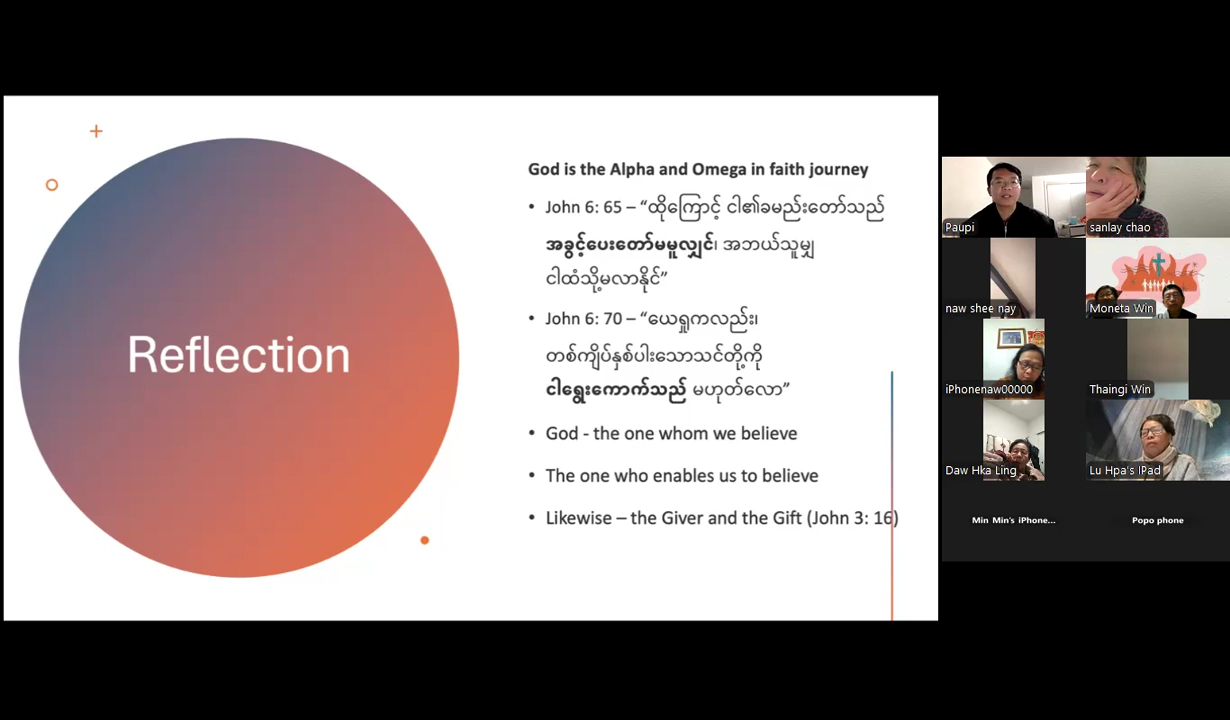 Reflection
God is the Alpha and Omega in faith journey
• John 6: 65 – “ထိုကြောင့် ငါ၏ခမည်းတော်သည်
အခွင့်ပေးတော်မမူလျှင်၊ အဘယ်သူမျှ
ငါထံသို့မလာနိုင်”
• John 6: 70 – “ယေရှုကလည်း၊
တစ်ကျိပ်နှစ်ပါးသောသင်တို့ကို
ငါရွေးကောက်သည် မဟုတ်လော”
• God - the one whom we believe
• The one who enables us to believe
• Likewise – the Giver and the Gift (John 3: 16)
Paupi
sanlay chao
naw shee nay
Moneta Win
iPhonenaw00000
Thaingi Win
Daw Hka Ling
Lu Hpa's IPad
Min Min's iPhone...
Popo phone